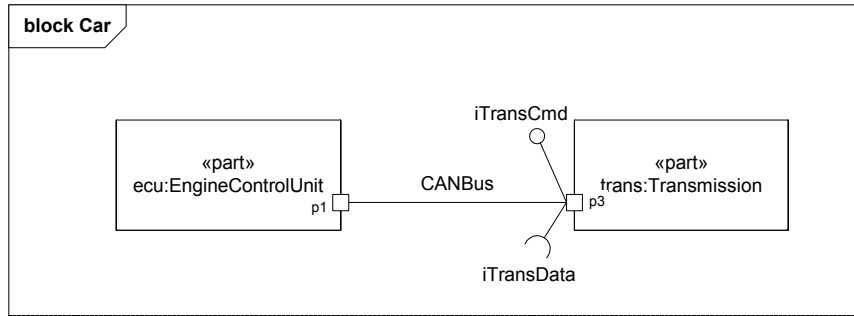 block Car
iTransCmd
«part»
ecu:EngineControlUnit
p1
CANBus
«part»
trans:Transmission
p3
iTransData